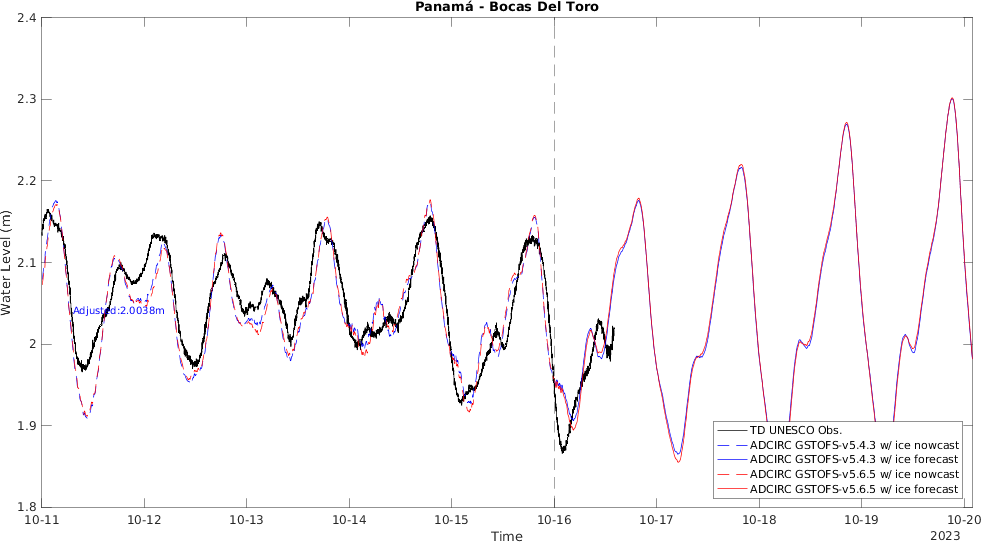 Panamá - Bocas Del Toro
2.4
2.3
2.2
2.1
2
1.9
1.8
Water Level (m)
Adjusted:2.0038m
TD UNESCO Obs.
ADCIRC GSTOFS-v5.4.3 w/ ice nowcast
ADCIRC GSTOFS-v5.4.3 w/ ice forecast
ADCIRC GSTOFS-v5.6.5 w/ ice nowcast
ADCIRC GSTOFS-v5.6.5 w/ ice forecast
10-11 10-12 10-13 10-14 10-15 10-16 10-17 10-18 10-19 10-20
Time
2023